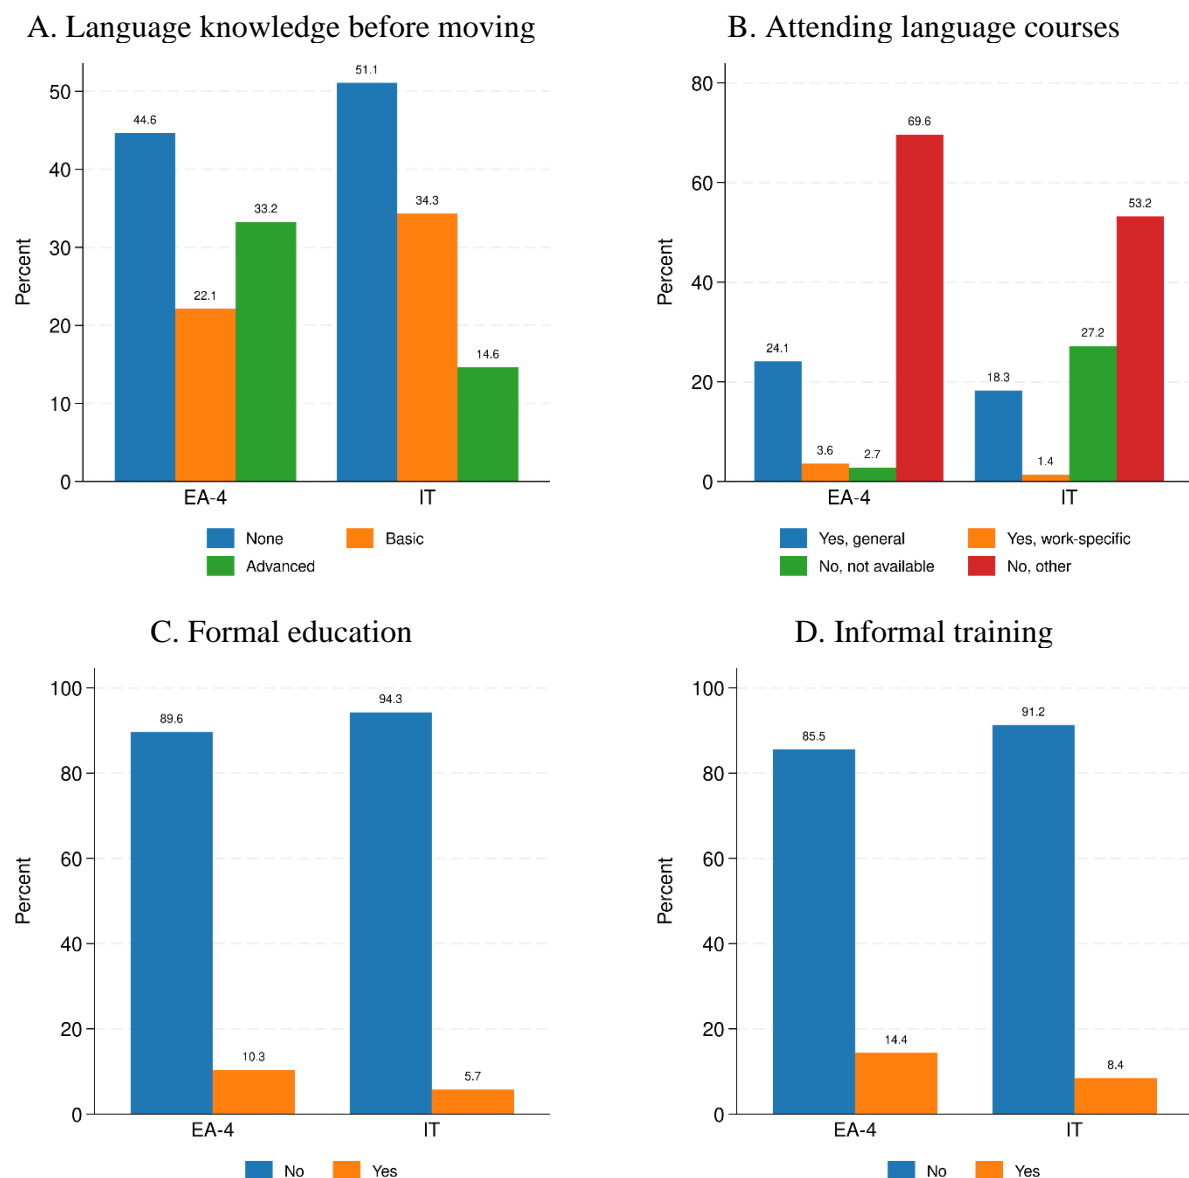 A. Language knowledge before moving
51.1
50
44.6
40
34.3
33.2
30
22.1
20
14.6
10
0
Percent
EA-4 IT
None Basic
Advanced
B. Attending language courses
80
69.6
60
53.2
40
27.2
24.1
20
18.3
3.6
2.7
1.4
0
Percent
EA-4 IT
Yes, general Yes, work-specific
No, not available No, other
C. Formal education
100
94.3
89.6
80
60
40
20
10.3
5.7
0
Percent
EA-4 IT
No Yes
D. Informal training
100
91.2
85.5
80
60
40
20
14.4
8.4
0
Percent
EA-4 IT
No Yes